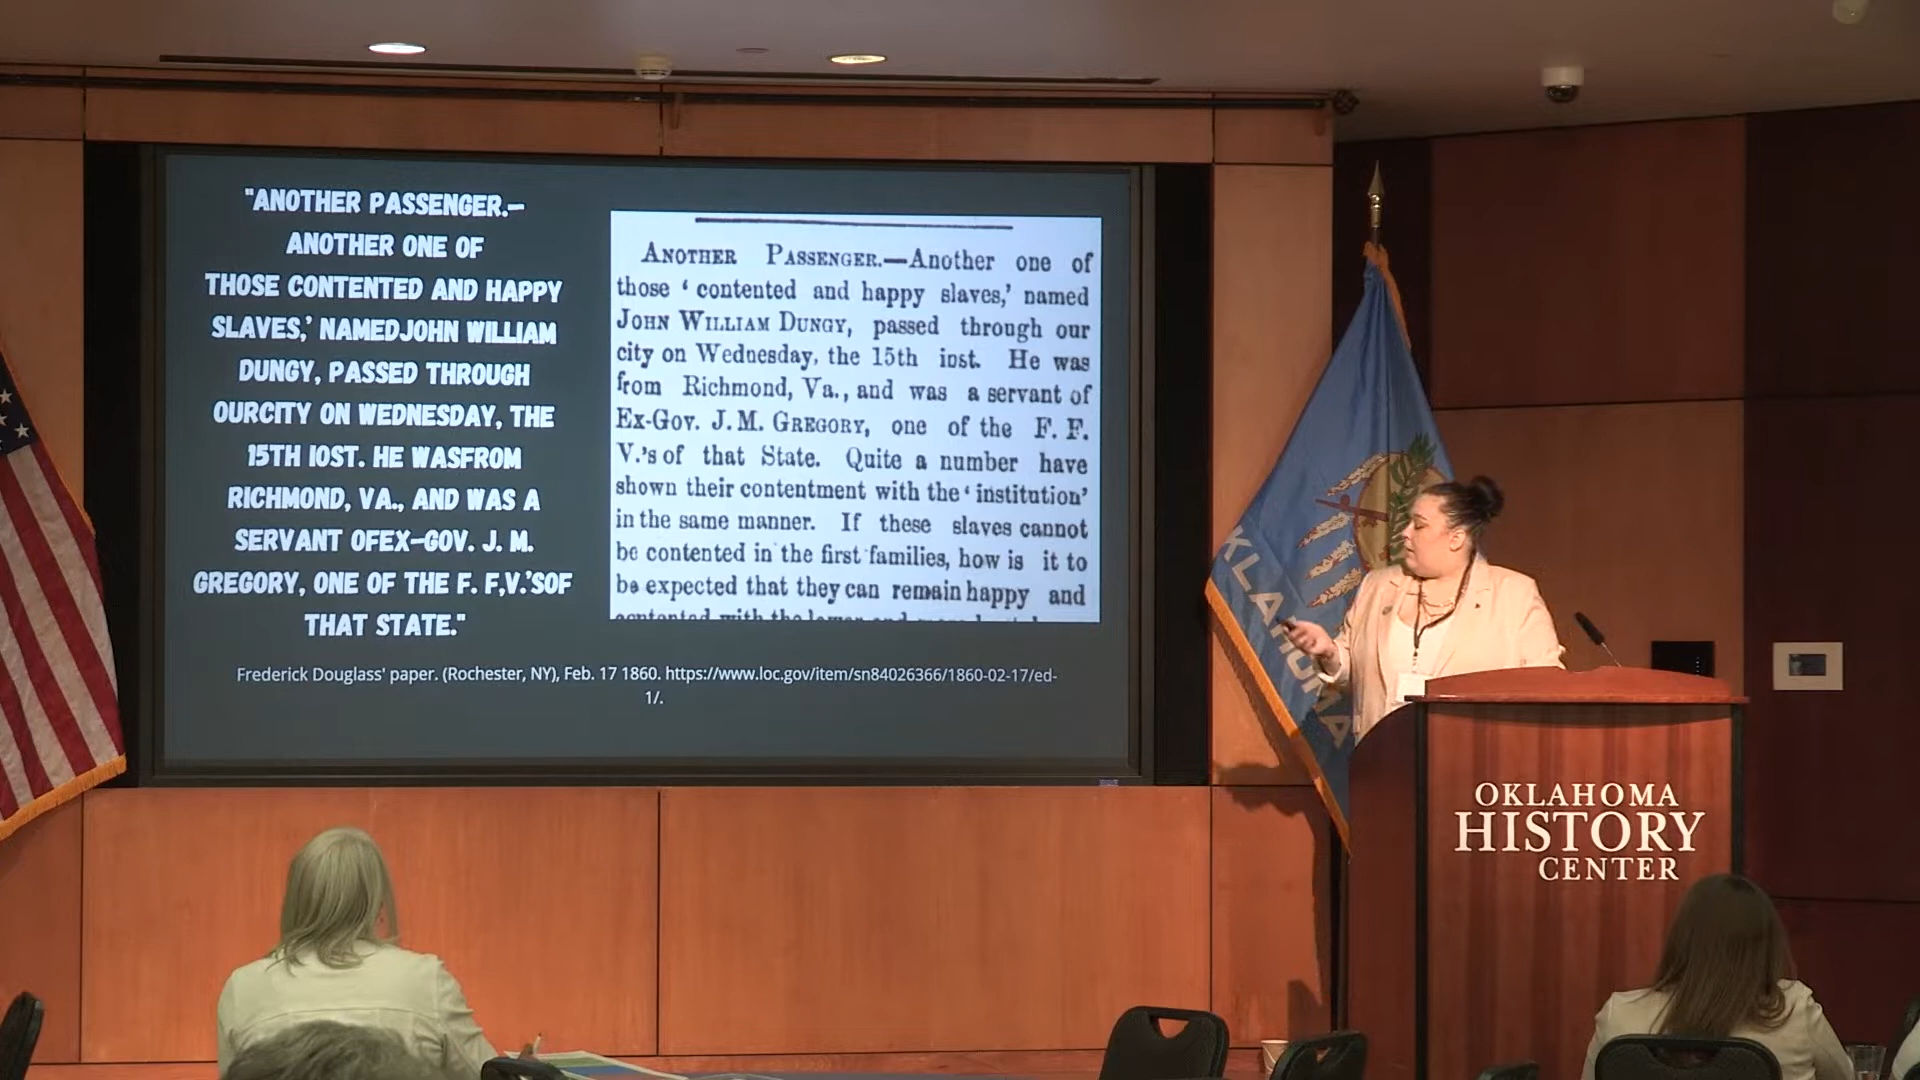 "ANOTHER PASSENGER.—
ANOTHER ONE OF
THOSE CONTENTED AND HAPPY
SLAVES,' NAMEDJOHN WILLIAM
DUNGY, PASSED THROUGH
OURCITY ON WEDNESDAY, THE
15TH IOST. HE WASFROM
RICHMOND, VA., AND WAS A
SERVANT OFEX-GOV. J. M.
GREGORY, ONE OF THE F. F,V.'SOF
THAT STATE."
ANOTHER PASSENGER.—Another one of
those ‘contented and happy slaves,’ named
JOHN WILLIAM DUNGY, passed through our
city on Wednesday, the 15th inst. He was
from Richmond, Va., and was a servant of
Ex-Gov. J. M. GREGORY, one of the F. F.
V.'s of that State. Quite a number have
shown their contentment with the ‘institution’
in the same manner. If these slaves cannot
be contented in the first families, how is it to
be expected that they can remain happy and
contented with the lower and
Frederick Douglass' paper. (Rochester, NY), Feb. 17 1860. https://www.loc.gov/item/sn84026366/1860-02-17/ed-
1/.
OKLAHOMA
OKLAHOMA
HISTORY
CENTER